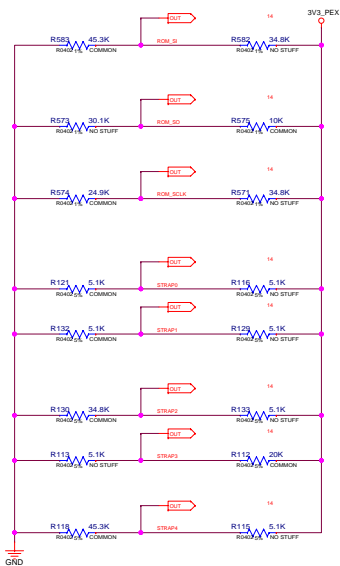 3V3_PEX
OUT 14
R583 45.3K ROM_SI R582 34.8K
R0402 1% COMMON R0402 1% NO STUFF
OUT 14
R573 30.1K ROM_SO R575 10K
R0402 1% NO STUFF R0402 1% COMMON
OUT 14
R574 24.9K ROM_SCLK R571 34.8K
R0402 1% COMMON R0402 1% NO STUFF
OUT 14
R121 5.1K STRAP0 R116 5.1K
R0402 5% COMMON R0402 5% NO STUFF
OUT 14
R132 5.1K STRAP1 R129 5.1K
R0402 5% COMMON R0402 5% NO STUFF
OUT 14
R130 34.8K STRAP2 R133 5.1K
R0402 5% COMMON R0402 5% NO STUFF
OUT 14
R113 5.1K STRAP3 R112 20K
R0402 5% NO STUFF R0402 5% COMMON
OUT 14
R118 45.3K STRAP4 R115 5.1K
R0402 5% COMMON R0402 5% NO STUFF
GND